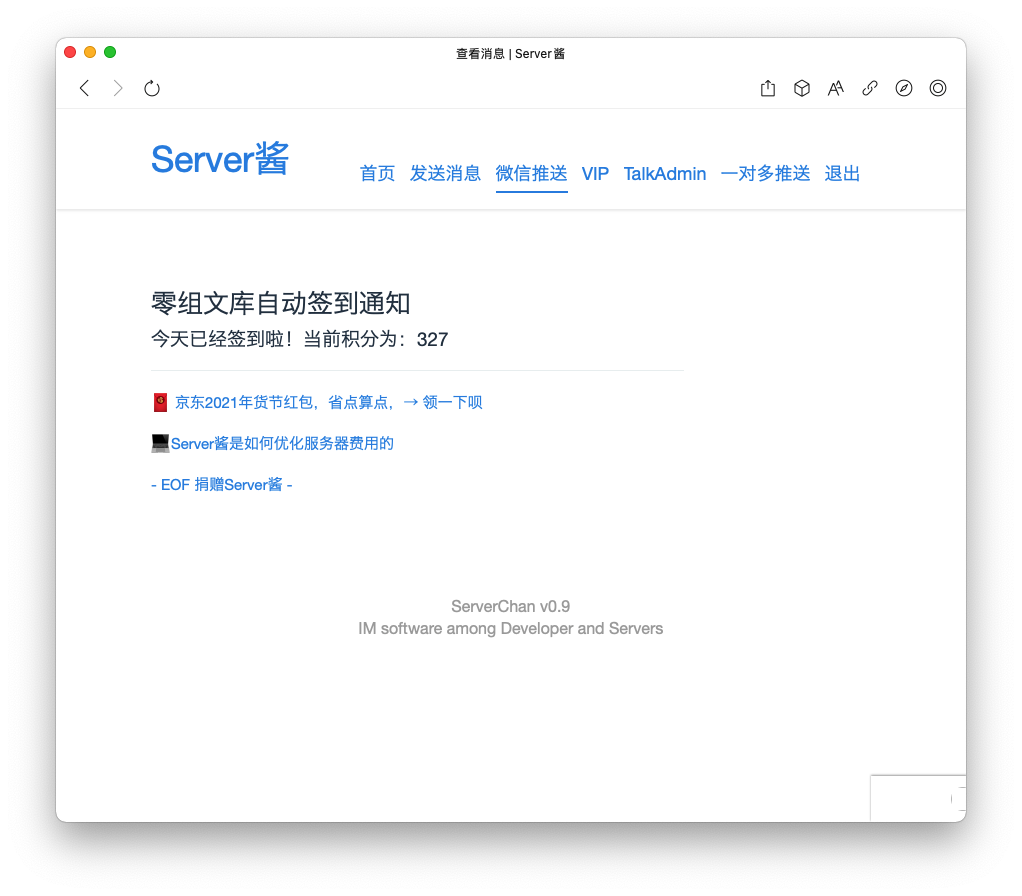 查看消息 | Server酱
Server酱
首页 发送消息 微信推送 VIP TalkAdmin 一对多推送 退出
零组文库自动签到通知
今天已经签到啦！当前积分为：327
京东2021年货节红包，省点算点，→ 领一下呗
Server酱是如何优化服务器费用的
- EOF 捐赠Server酱 -
ServerChan v0.9
IM software among Developer and Servers